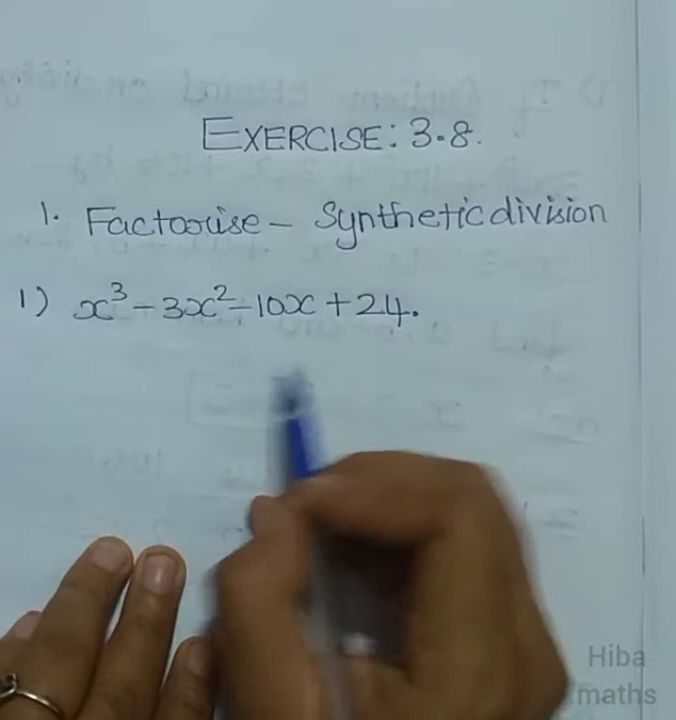 EXERCISE: 3.8.
1. Factorise - Synthetic division
1) x³ - 3x² - 10x + 24.
Hiba
maths